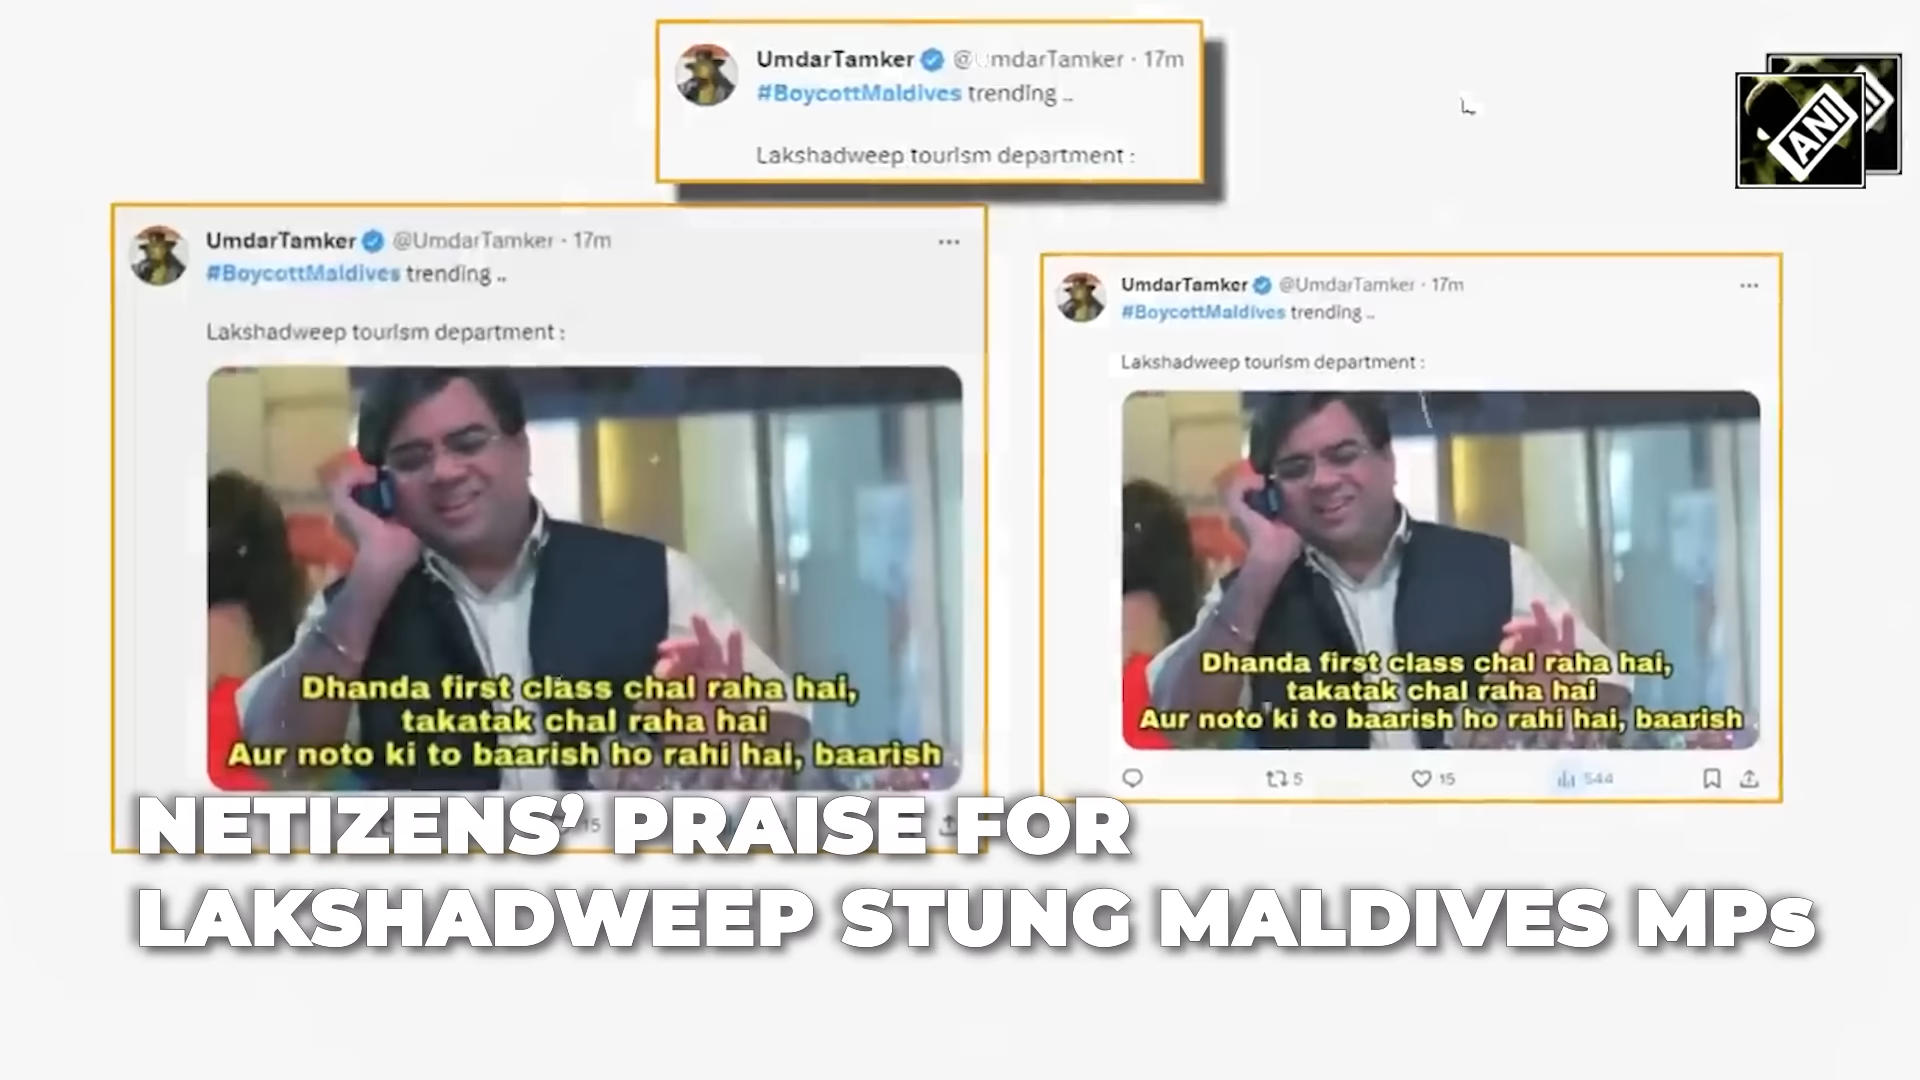 UmdarTamker @UmdarTamker · 17m
#BoycottMaldives trending ..
Lakshadweep tourism department :
ANI
UmdarTamker @UmdarTamker · 17m
#BoycottMaldives trending ..
Lakshadweep tourism department :
Dhanda first class chal raha hai,
takatak chal raha hai
Aur noto ki to baarish ho rahi hai, baarish
15
UmdarTamker @UmdarTamker · 17m
#BoycottMaldives trending ..
Lakshadweep tourism department :
Dhanda first class chal raha hai,
takatak chal raha hai
Aur noto ki to baarish ho rahi hai, baarish
5 15 544
NETIZENS’ PRAISE FOR
LAKSHADWEEP STUNG MALDIVES MPs